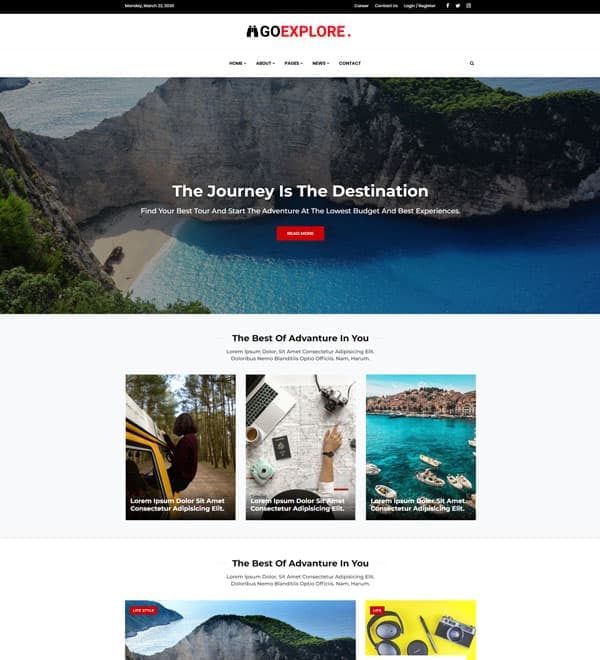 Monday, March 22, 2020
Career Contact Us Login / Register
GOEXPLORE.
HOME ABOUT PAGES NEWS CONTACT
The Journey Is The Destination
Find Your Best Tour And Start The Adventure At The Lowest Budget And Best Experiences.
READ MORE
The Best Of Advanture In You
Lorem Ipsum Dolor, Sit Amet Consectetur Adipisicing Elit.
Doloribus Nemo Blanditiis Optio Officiis, Nam, Harum.
Lorem Ipsum Dolor Sit Amet
Consectetur Adipisicing Elit.
Lorem Ipsum Dolor Sit Amet
Consectetur Adipisicing Elit.
Lorem Ipsum Dolor Sit Amet
Consectetur Adipisicing Elit.
The Best Of Advanture In You
Lorem Ipsum Dolor, Sit Amet Consectetur Adipisicing Elit.
Doloribus Nemo Blanditiis Optio Officiis, Nam, Harum.
LIFE STYLE
LIFE